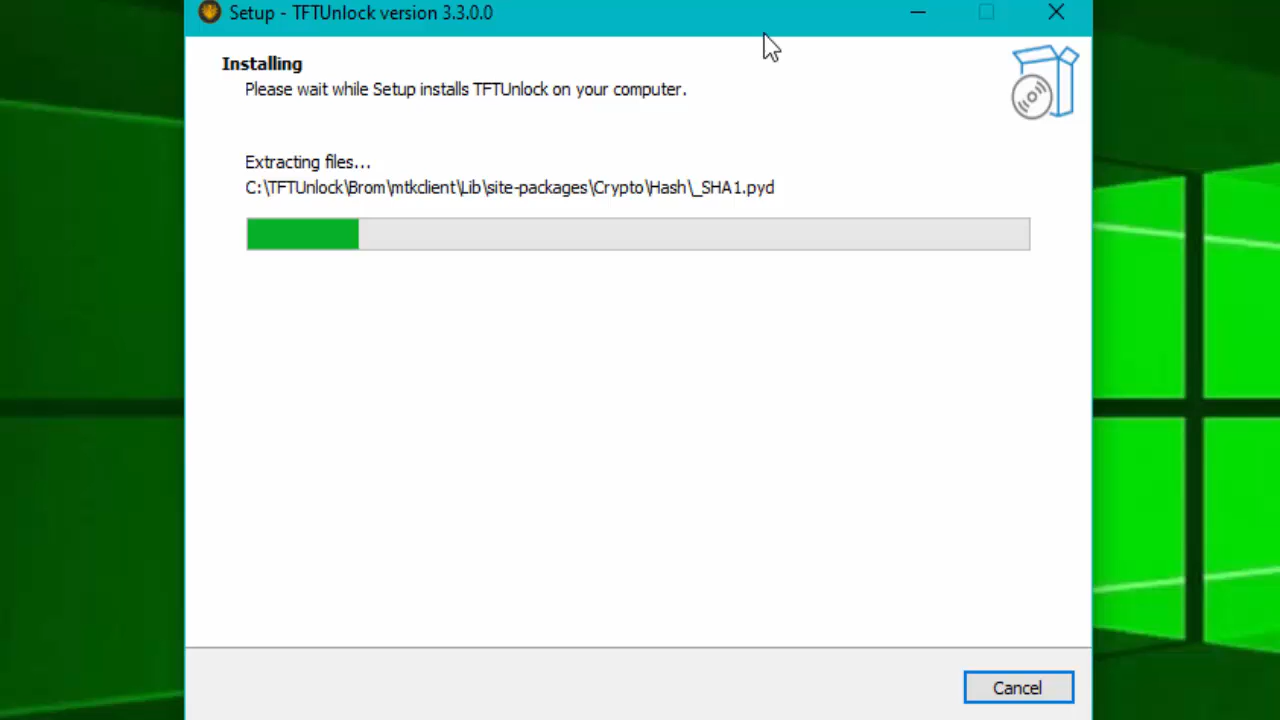 Setup - TFTUnlock version 3.3.0.0
Installing
Please wait while Setup installs TFTUnlock on your computer.
Extracting files...
C:\TFTUnlock\Brom\mtkclient\Lib\site-packages\Crypto\Hash\_SHA1.pyd
Cancel